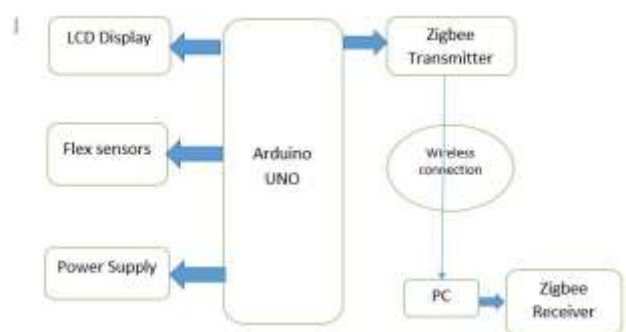 LCD Display
Zigbee
Transmitter
Flex sensors
Arduino
UNO
Wireless
connection
Power Supply
PC
Zigbee
Receiver